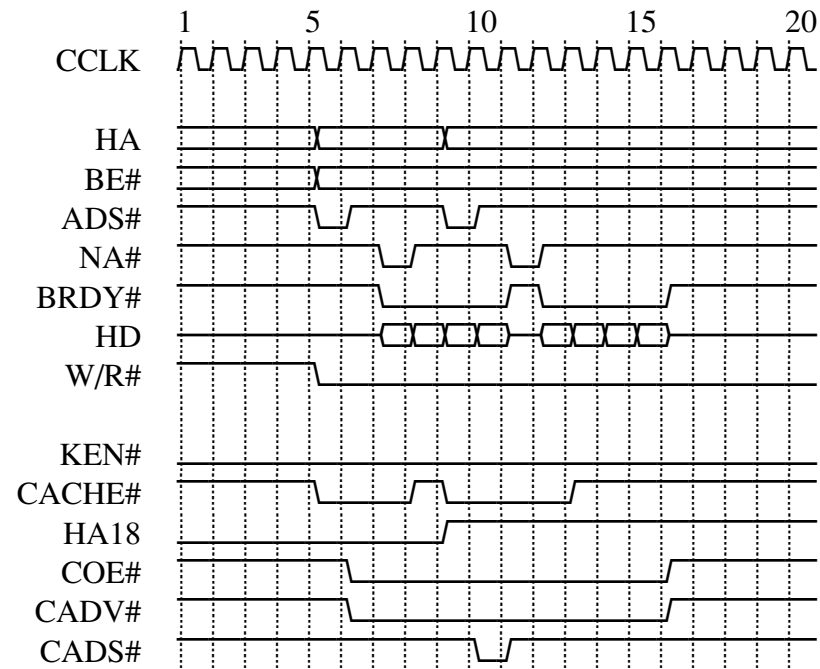 1 5 10 15 20
CCLK
HA
BE#
ADS#
NA#
BRDY#
HD
W/R#
KEN#
CACHE#
HA18
COE#
CADV#
CADS#